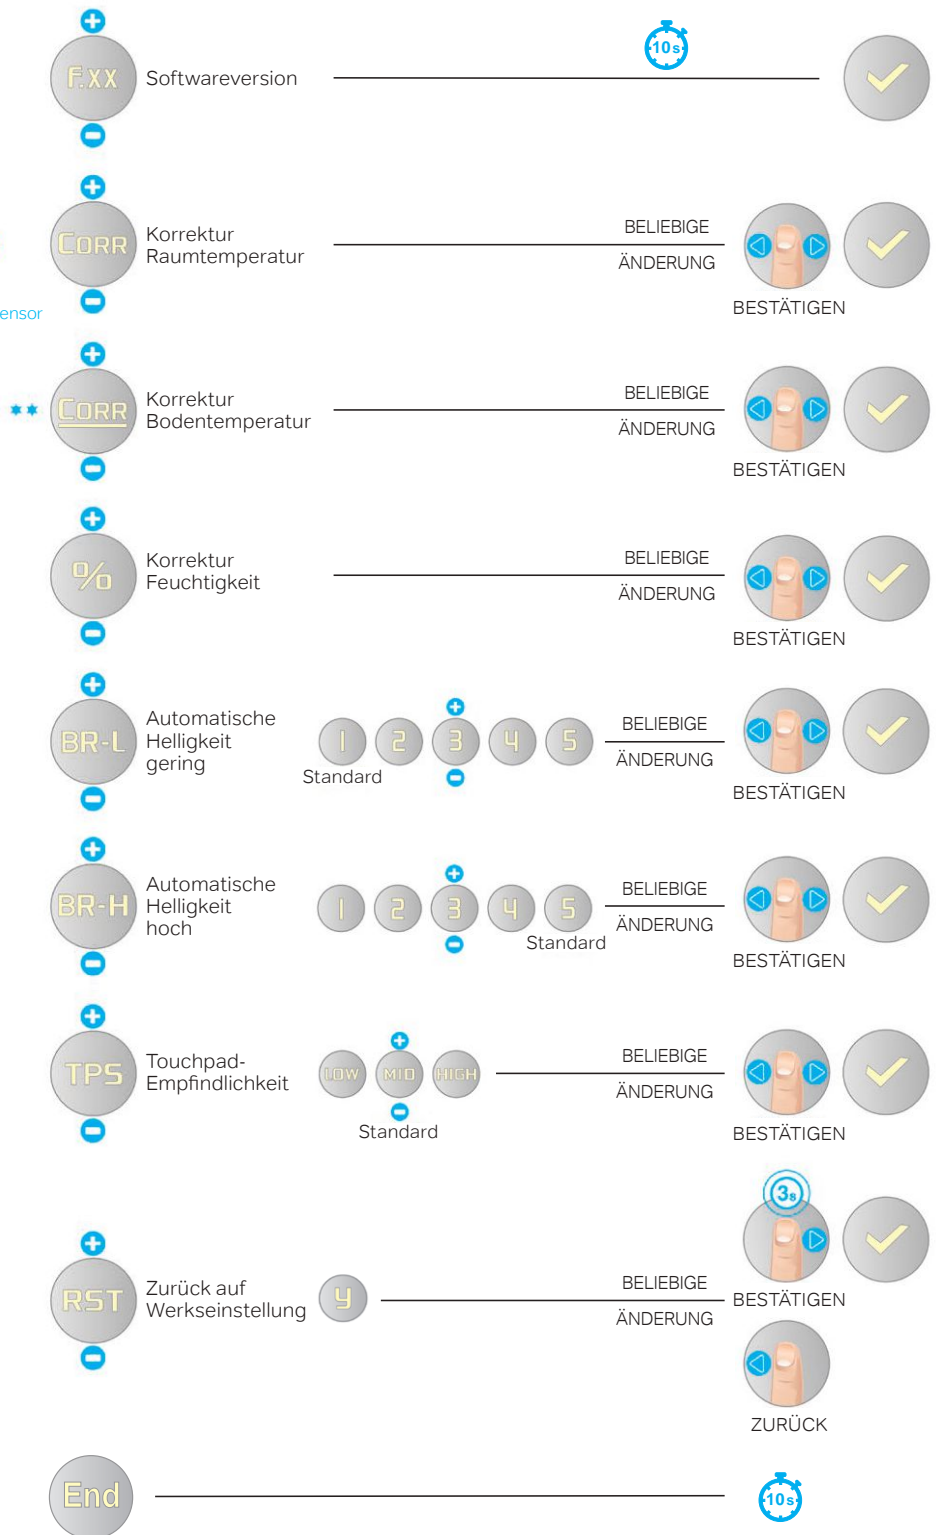 F.XX
Softwareversion
10 s
CORR
Korrektur
Raumtemperatur
BELIEBIGE
ÄNDERUNG
BESTÄTIGEN
ensor
** CORR
Korrektur
Bodentemperatur
BELIEBIGE
ÄNDERUNG
BESTÄTIGEN
%
Korrektur
Feuchtigkeit
BELIEBIGE
ÄNDERUNG
BESTÄTIGEN
BR-L
Automatische
Helligkeit
gering
1 2 3 4 5
Standard
BELIEBIGE
ÄNDERUNG
BESTÄTIGEN
BR-H
Automatische
Helligkeit
hoch
1 2 3 4 5
Standard
BELIEBIGE
ÄNDERUNG
BESTÄTIGEN
TPS
Touchpad-
Empfindlichkeit
LOW MID HIGH
Standard
BELIEBIGE
ÄNDERUNG
BESTÄTIGEN
RST
Zurück auf
Werkseinstellung
y
BELIEBIGE
ÄNDERUNG
3s
BESTÄTIGEN
ZURÜCK
End
10 s